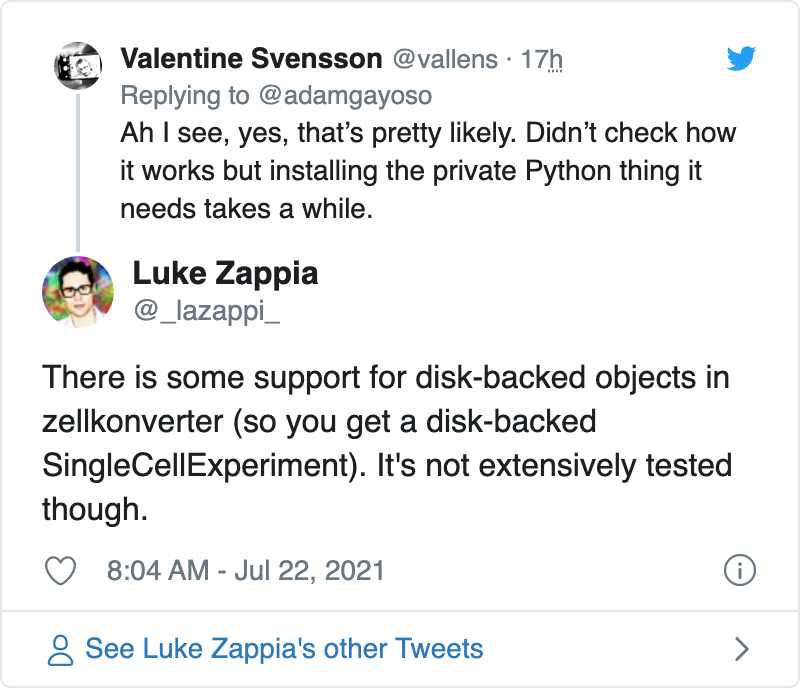 Valentine Svensson @vallens · 17h
Replying to @adamgayoso
Ah I see, yes, that’s pretty likely. Didn’t check how
it works but installing the private Python thing it
needs takes a while.
Luke Zappia
@_lazappi_
There is some support for disk-backed objects in
zellkonverter (so you get a disk-backed
SingleCellExperiment). It's not extensively tested
though.
8:04 AM - Jul 22, 2021
See Luke Zappia's other Tweets